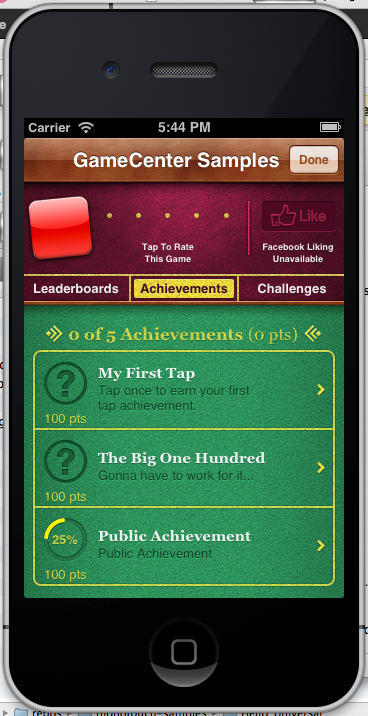 Carrier 5:44 PM
GameCenter Samples Done
Like
Tap To Rate
This Game
Facebook Liking
Unavailable
Leaderboards Achievements Challenges
0 of 5 Achievements (0 pts)
?
My First Tap
Tap once to earn your first
tap achievement.
100 pts
?
The Big One Hundred
Gonna have to work for it...
100 pts
25%
Public Achievement
Public Achievement
100 pts